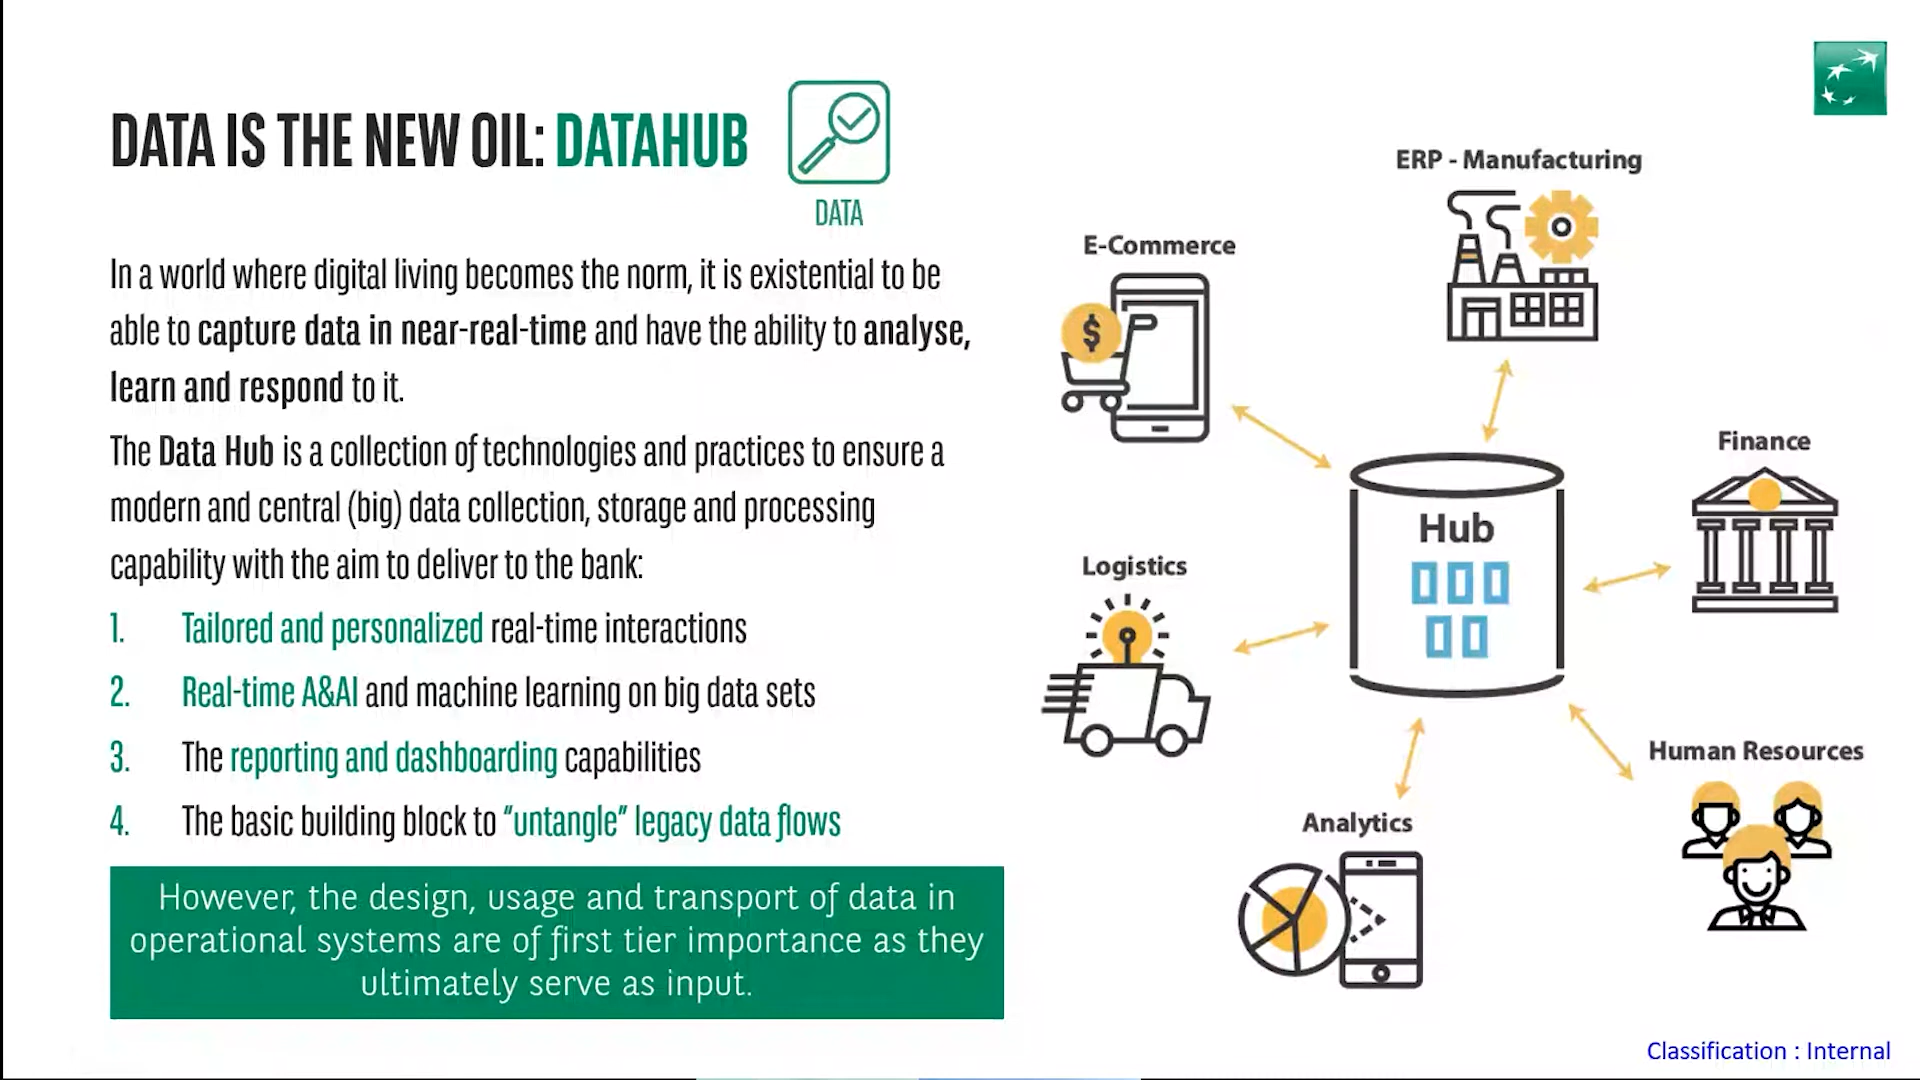 DATA IS THE NEW OIL: DATAHUB
DATA
In a world where digital living becomes the norm, it is existential to be
able to capture data in near-real-time and have the ability to analyse,
learn and respond to it.
The Data Hub is a collection of technologies and practices to ensure a
modern and central (big) data collection, storage and processing
capability with the aim to deliver to the bank:
1. Tailored and personalized real-time interactions
2. Real-time A&AI and machine learning on big data sets
3. The reporting and dashboarding capabilities
4. The basic building block to “untangle” legacy data flows
However, the design, usage and transport of data in
operational systems are of first tier importance as they
ultimately serve as input.
ERP - Manufacturing
E-Commerce
$
Finance
Hub
Logistics
Human Resources
Analytics
Classification : Internal